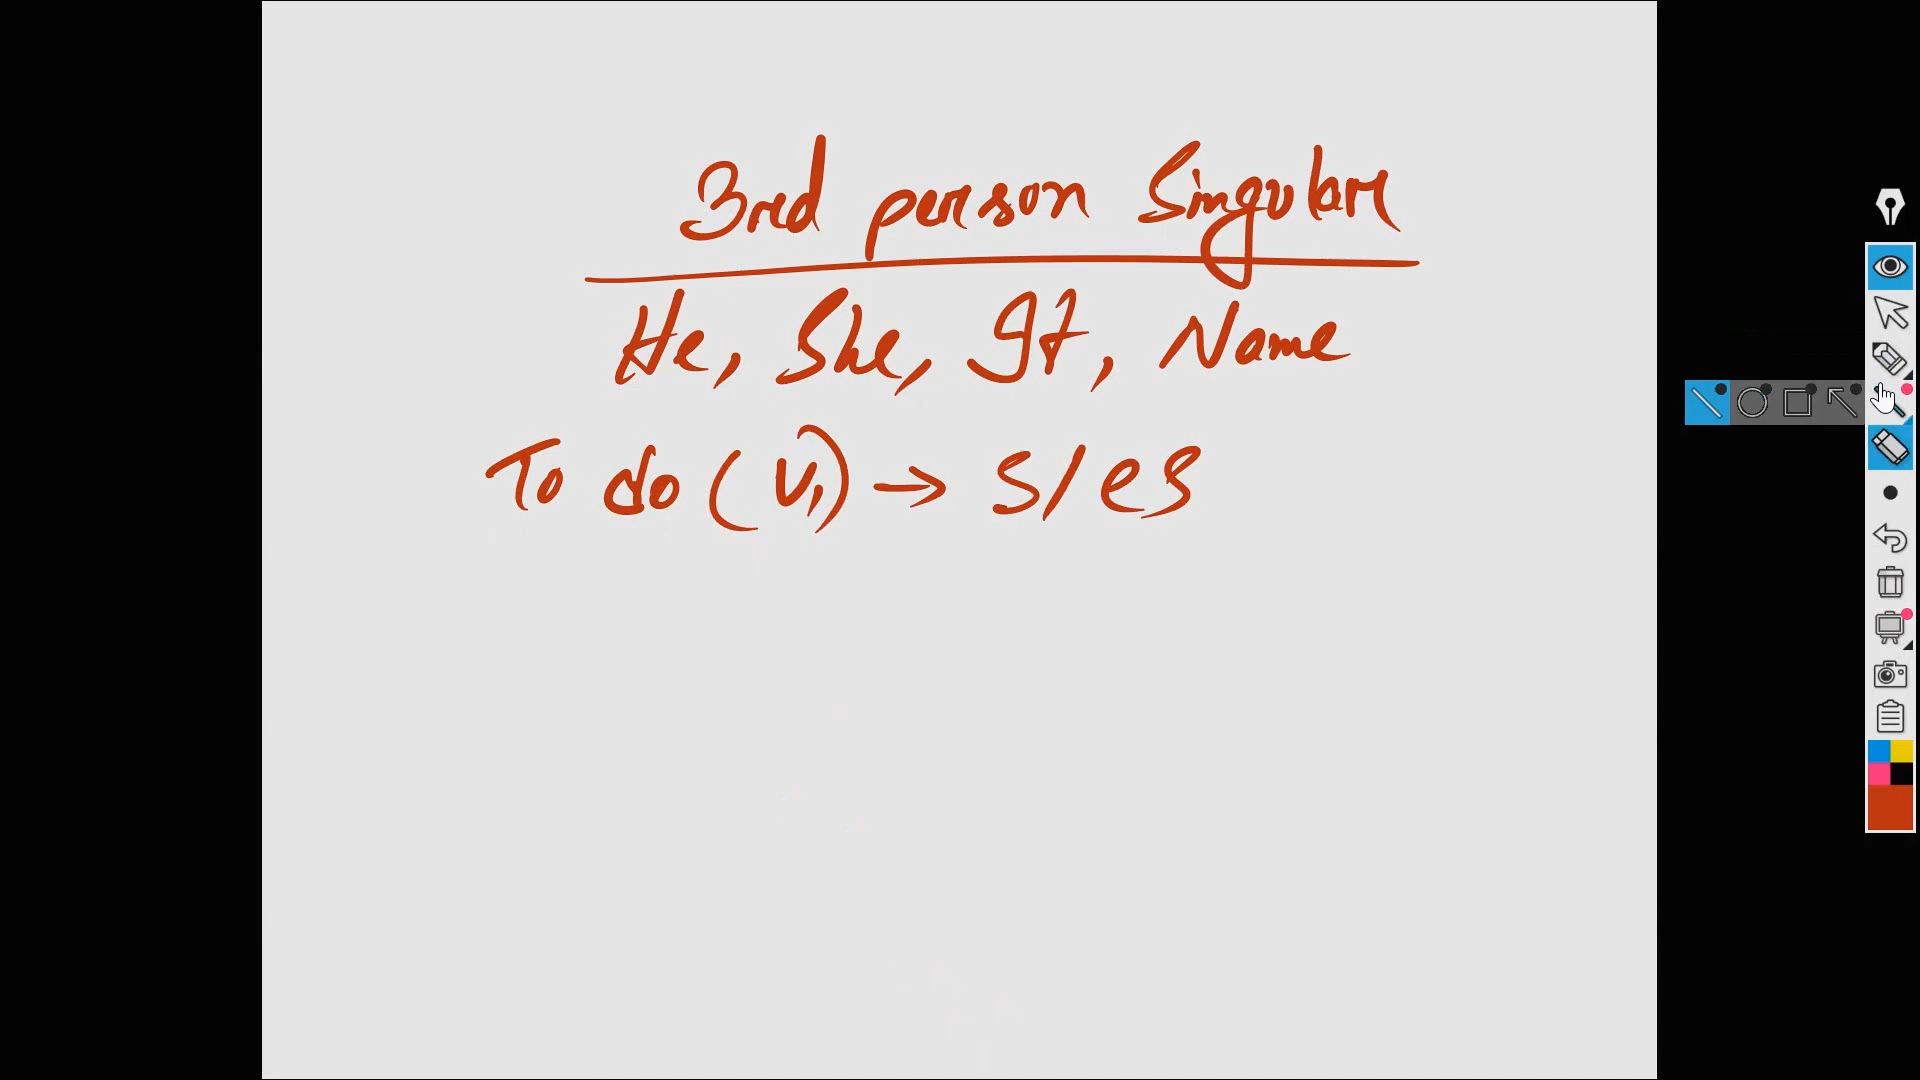 3rd person Singular
He, She, It, Name
To do (V1) → S/es